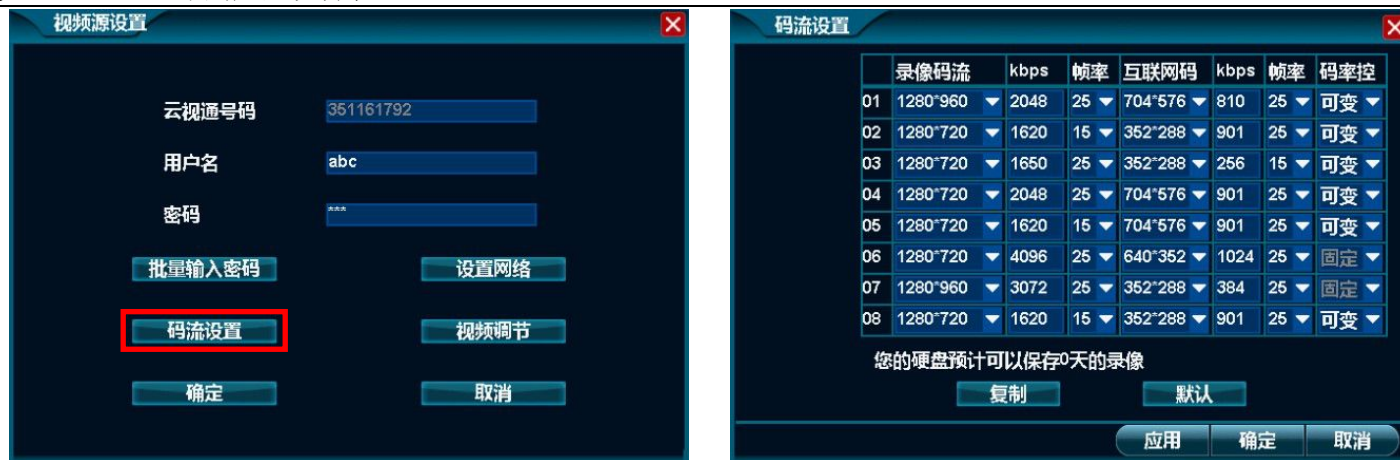 视频源设置
云视通号码 351161792
用户名 abc
密码 ***
批量输入密码 设置网络
码流设置 视频调节
确定 取消
码流设置
录像码流 kbps 帧率 互联网码 kbps 帧率 码率控
01 1280*960 2048 25 704*576 810 25 可变
02 1280*720 1620 15 352*288 901 25 可变
03 1280*720 1650 25 352*288 256 15 可变
04 1280*720 2048 25 704*576 901 25 可变
05 1280*720 1620 15 704*576 901 25 可变
06 1280*720 4096 25 640*352 1024 25 固定
07 1280*960 3072 25 352*288 384 25 固定
08 1280*720 1620 15 352*288 901 25 可变
您的硬盘预计可以保存0天的录像
复制 默认
应用 确定 取消